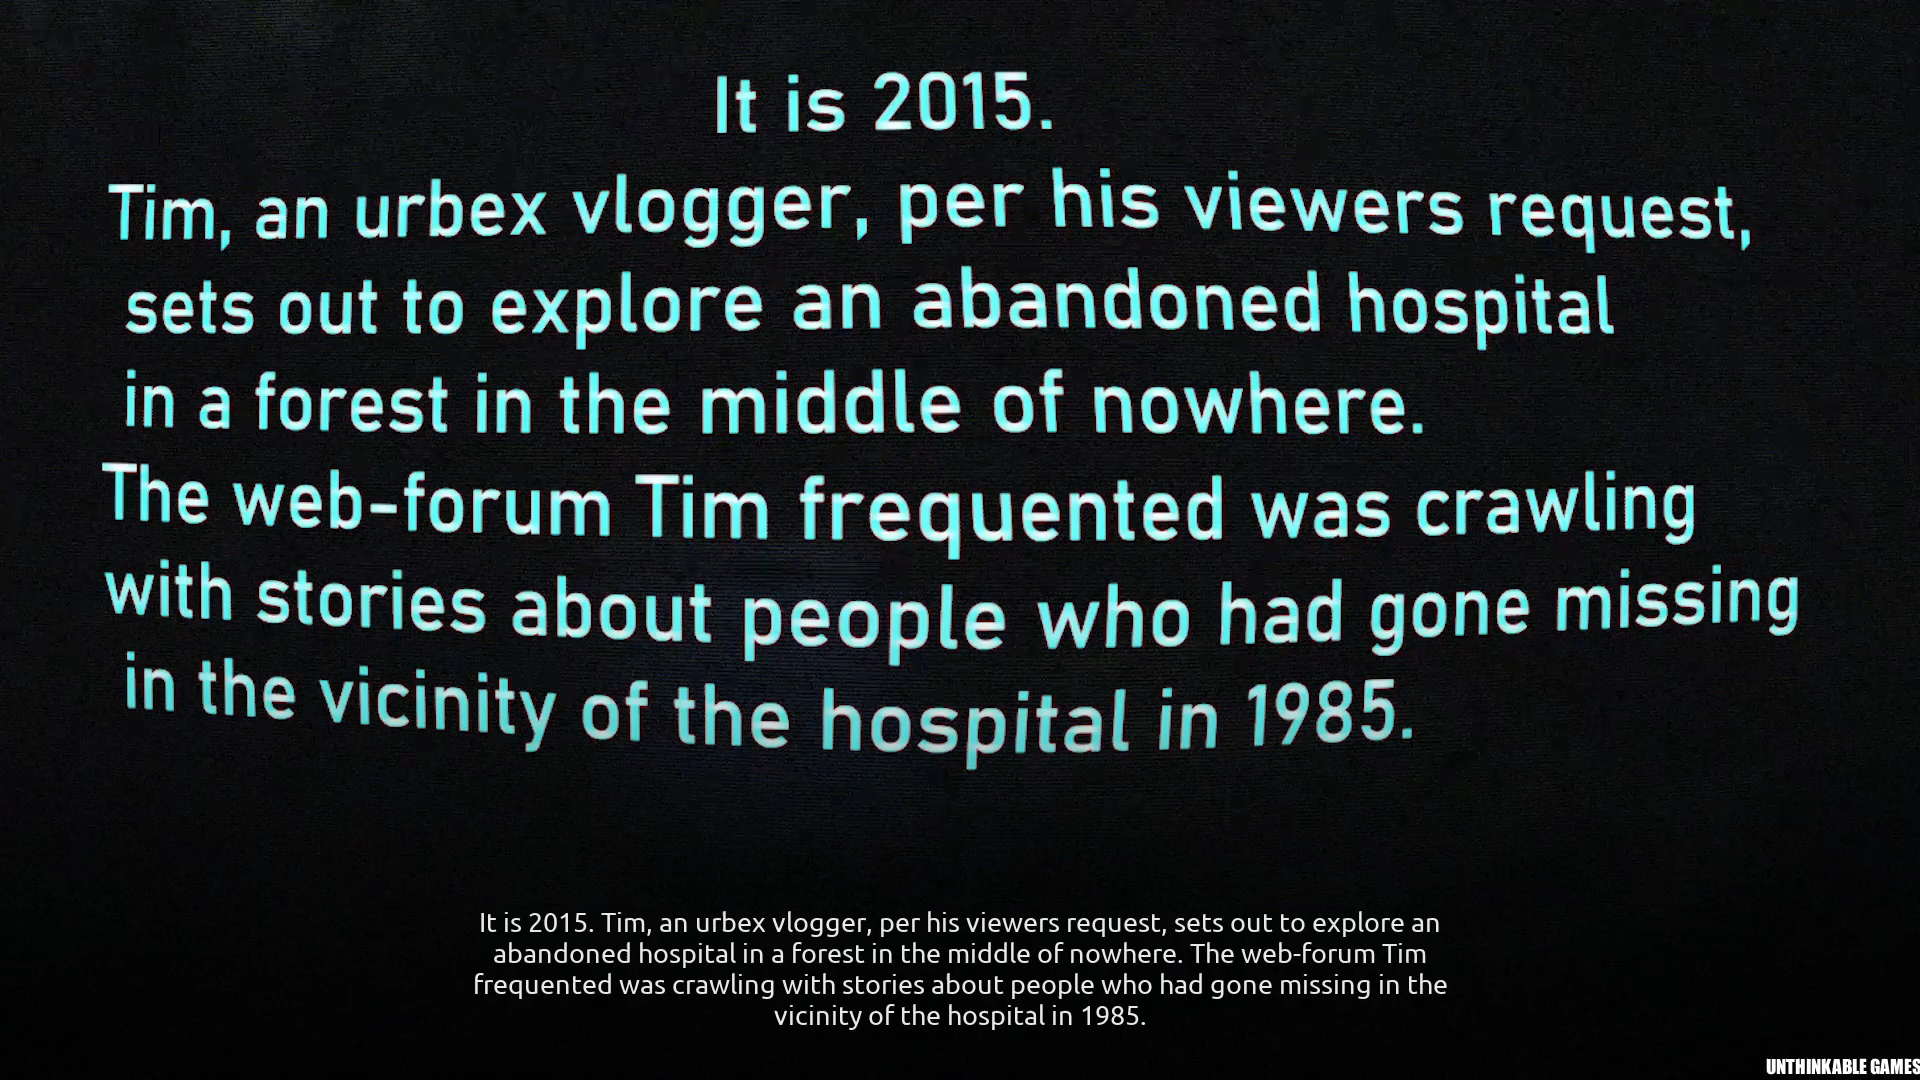 It is 2015.
Tim, an urbex vlogger, per his viewers request,
sets out to explore an abandoned hospital
in a forest in the middle of nowhere.
The web-forum Tim frequented was crawling
with stories about people who had gone missing
in the vicinity of the hospital in 1985.
It is 2015. Tim, an urbex vlogger, per his viewers request, sets out to explore an
abandoned hospital in a forest in the middle of nowhere. The web-forum Tim
frequented was crawling with stories about people who had gone missing in the
vicinity of the hospital in 1985.
UNTHINKABLE GAMES